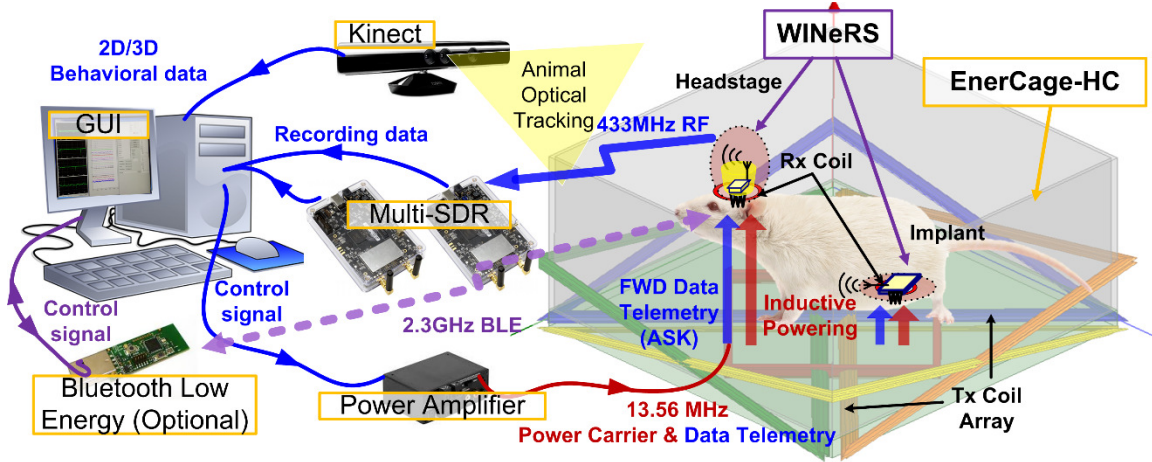 Kinect
2D/3D
Behavioral data
GUI
Animal
Optical
Tracking
WINeRS
Headstage
EnerCage-HC
Recording data
433MHz RF
Rx Coil
Multi-SDR
Implant
Control
signal
Control
signal
2.3GHz BLE
FWD Data
Telemetry
(ASK)
Inductive
Powering
Bluetooth Low
Energy (Optional)
Power Amplifier
13.56 MHz
Power Carrier & Data Telemetry
Tx Coil
Array